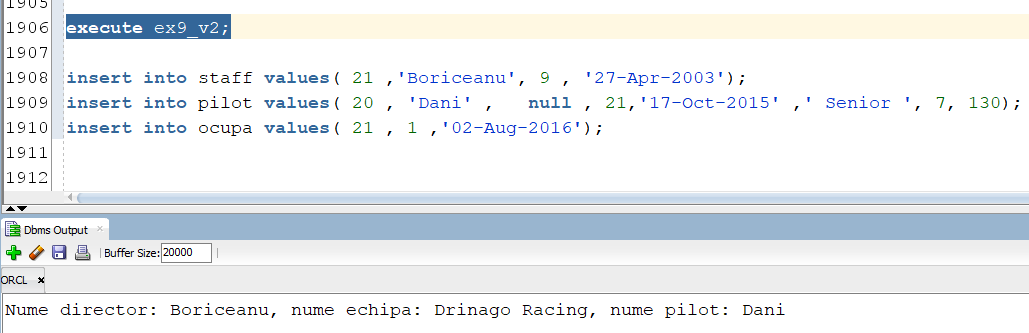 1905
1906 execute ex9_v2;
1907
1908 insert into staff values( 21 ,'Boriceanu', 9 , '27-Apr-2003');
1909 insert into pilot values( 20 , 'Dani' ,   null , 21,'17-Oct-2015' ,' Senior ', 7, 130);
1910 insert into ocupa values( 21 , 1 ,'02-Aug-2016');
1911
1912
Dbms Output ×
Buffer Size: 20000
ORCL ×
Nume director: Boriceanu, nume echipa: Drinago Racing, nume pilot: Dani